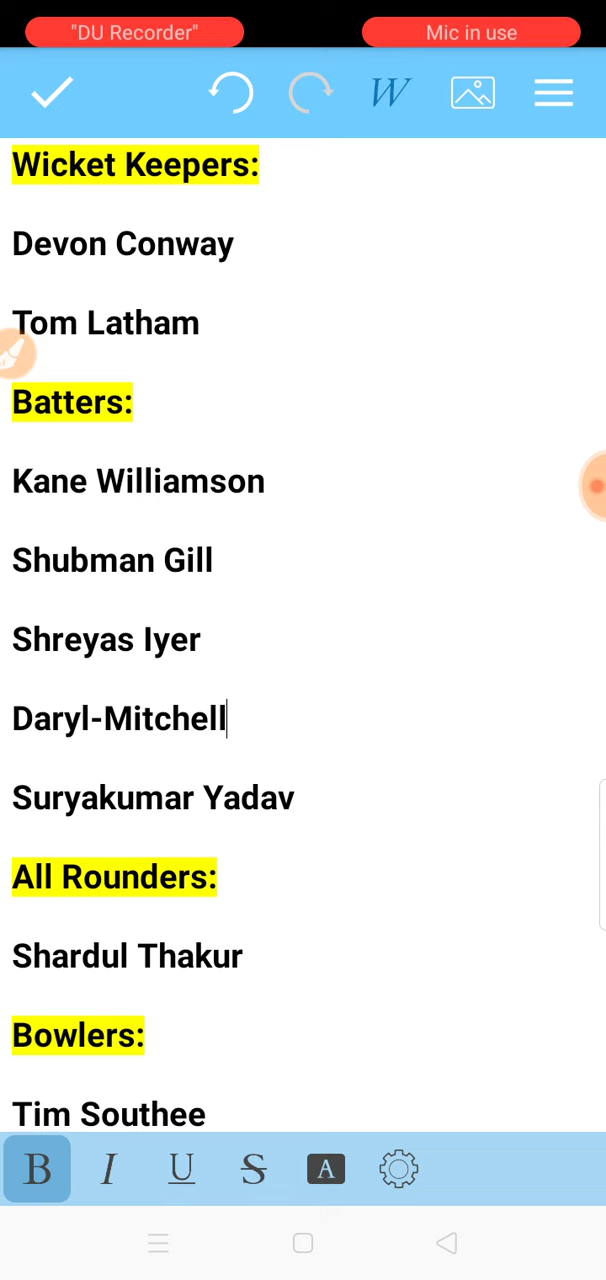 "DU Recorder" Mic in use
W
Wicket Keepers:
Devon Conway
Tom Latham
Batters:
Kane Williamson
Shubman Gill
Shreyas Iyer
Daryl-Mitchell
Suryakumar Yadav
All Rounders:
Shardul Thakur
Bowlers:
Tim Southee
B I U S A